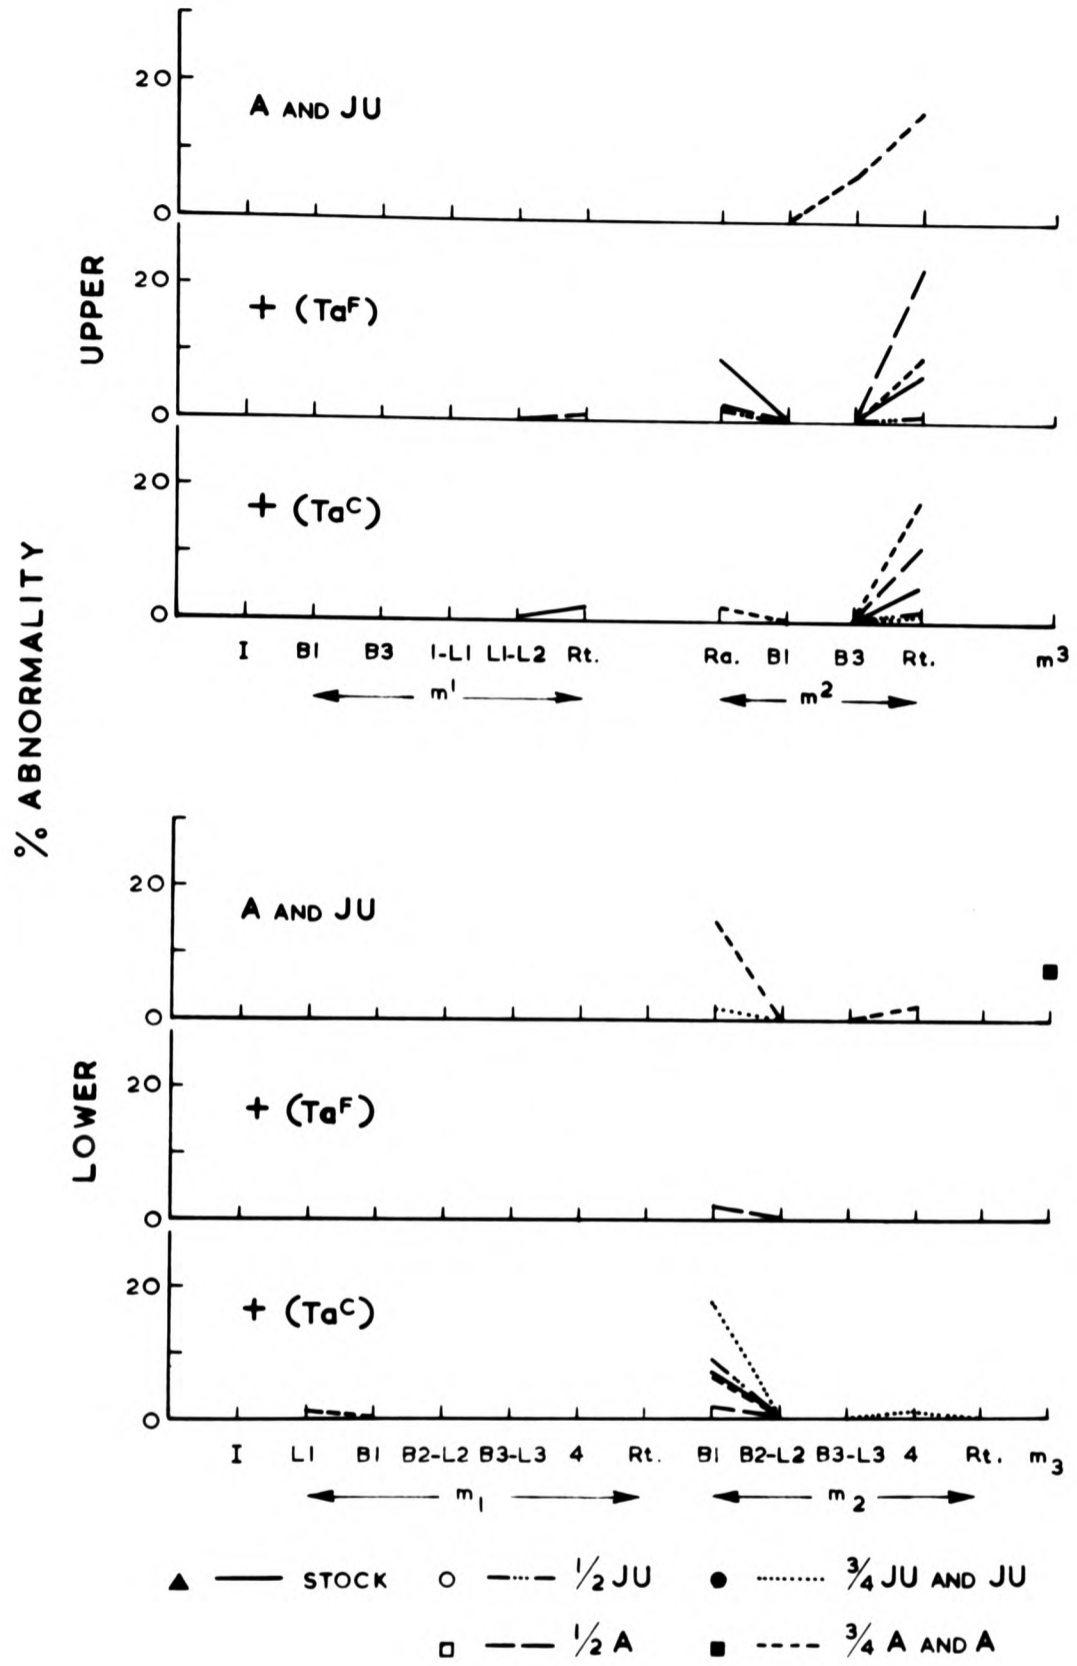 % ABNORMALITY
UPPER
20
A AND JU
0
20
+ (TaF)
0
20
+ (TaC)
0
I B1 B3 1-L1 L1-L2 Rt. Ra. B1 B3 Rt. m3
m1 m2
LOWER
20
A AND JU
0
20
+ (TaF)
0
20
+ (TaC)
0
I L1 B1 B2-L2 B3-L3 4 Rt. B1 B2-L2 B3-L3 4 Rt. m3
m1 m2
STOCK 1/2 JU 3/4 JU AND JU
1/2 A 3/4 A AND A